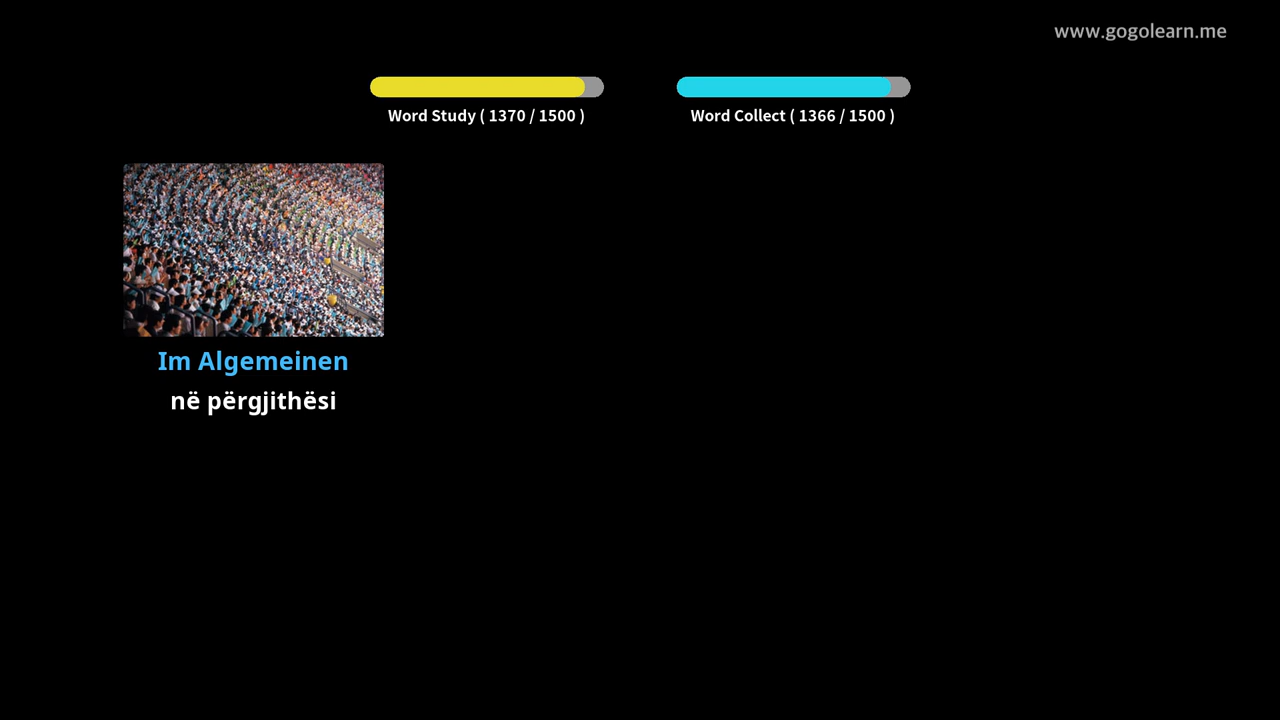 www.gogolearn.me
Word Study ( 1370 / 1500 )
Word Collect ( 1366 / 1500 )
Im Algemeinen
në përgjithësi